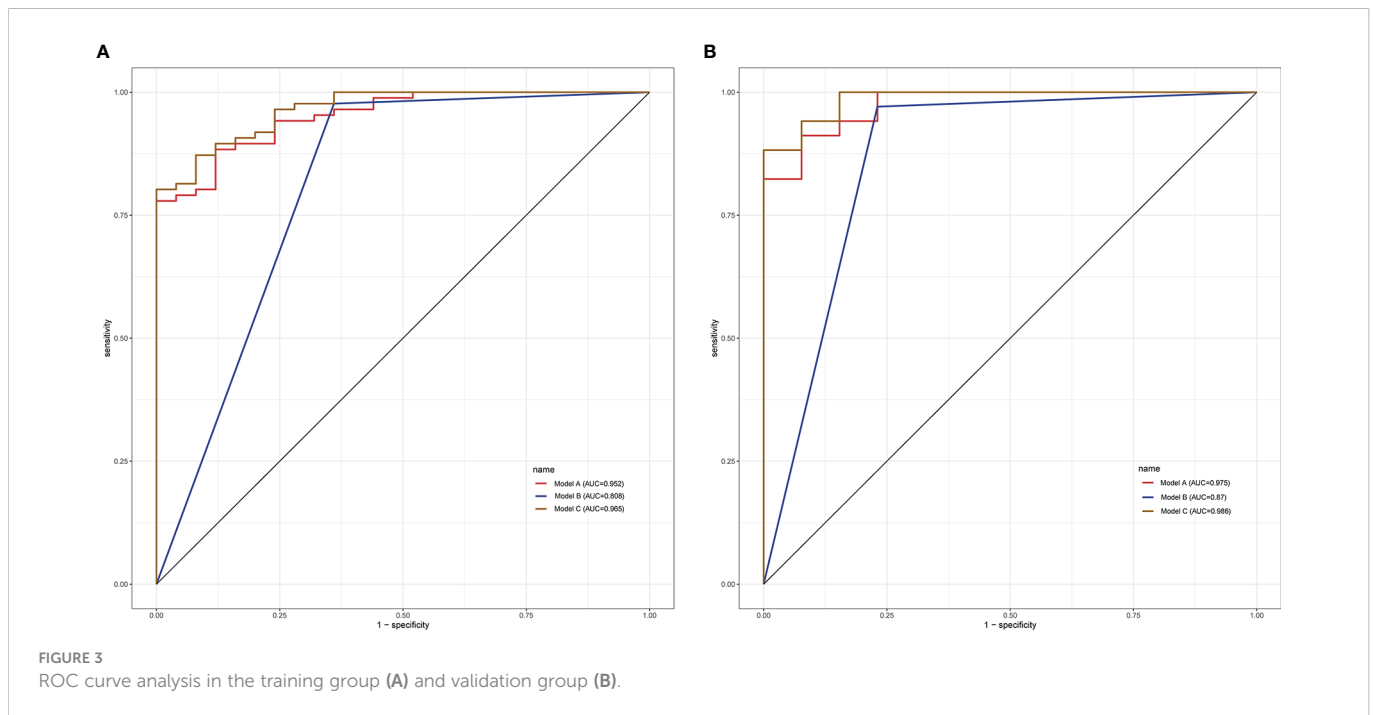 A
1.00
0.75
0.50
0.25
0.00
sensitivity
0.00
0.25
0.50
0.75
1.00
1 − specificity
name
Model A (AUC=0.952)
Model B (AUC=0.808)
Model C (AUC=0.965)
B
1.00
0.75
0.50
0.25
0.00
sensitivity
0.00
0.25
0.50
0.75
1.00
1 − specificity
name
Model A (AUC=0.975)
Model B (AUC=0.87)
Model C (AUC=0.986)
FIGURE 3
ROC curve analysis in the training group (A) and validation group (B).